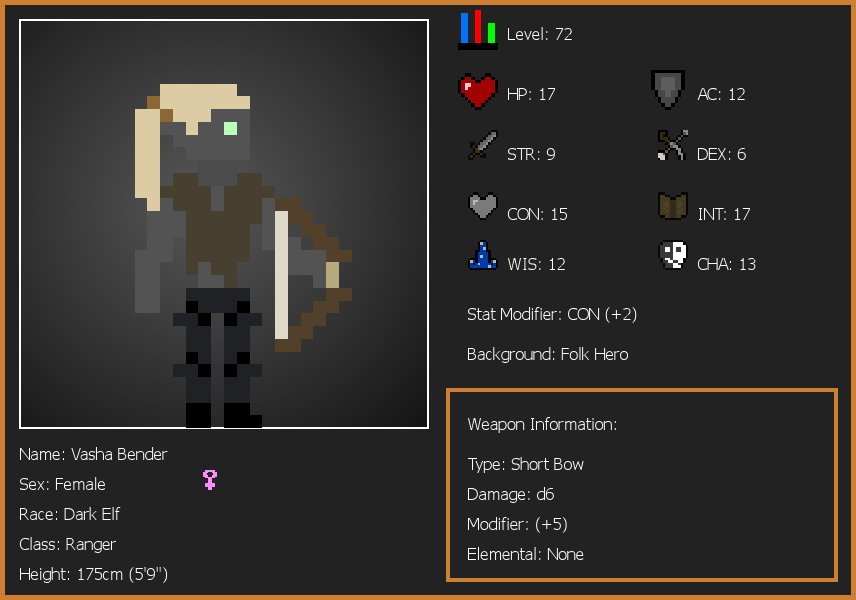 Level: 72
HP: 17
AC: 12
STR: 9
DEX: 6
CON: 15
INT: 17
WIS: 12
CHA: 13
Stat Modifier: CON (+2)
Background: Folk Hero
Weapon Information:
Type: Short Bow
Damage: d6
Modifier: (+5)
Elemental: None
Name: Vasha Bender
Sex: Female
Race: Dark Elf
Class: Ranger
Height: 175cm (5'9")